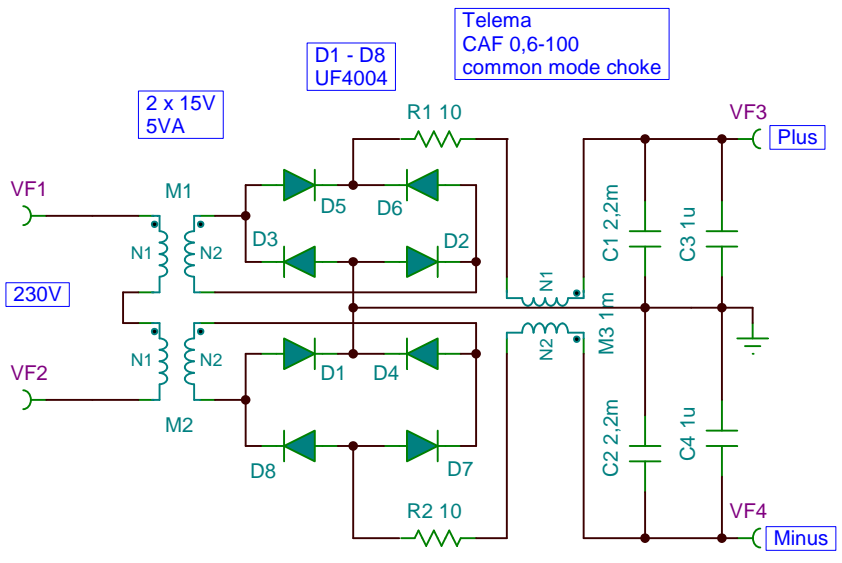 Telema
CAF 0,6-100
common mode choke
D1 - D8
UF4004
2 x 15V
5VA
R1 10
VF3
Plus
VF1
M1
D5
D6
D3
D2
N1
N2
C1 2,2m
C3 1u
230V
N1
M3 1m
N2
N1
N2
VF2
D1
D4
M2
C2 2,2m
C4 1u
D8
D7
R2 10
VF4
Minus